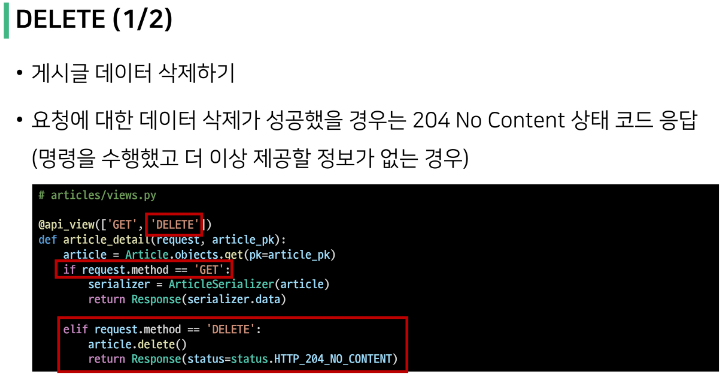 DELETE (1/2)
• 게시글 데이터 삭제하기
• 요청에 대한 데이터 삭제가 성공했을 경우는 204 No Content 상태 코드 응답
(명령을 수행했고 더 이상 제공할 정보가 없는 경우)
# articles/views.py
@api_view(['GET', 'DELETE'])
def article_detail(request, article_pk):
    article = Article.objects.get(pk=article_pk)
    if request.method == 'GET':
        serializer = ArticleSerializer(article)
        return Response(serializer.data)
    elif request.method == 'DELETE':
        article.delete()
        return Response(status=status.HTTP_204_NO_CONTENT)